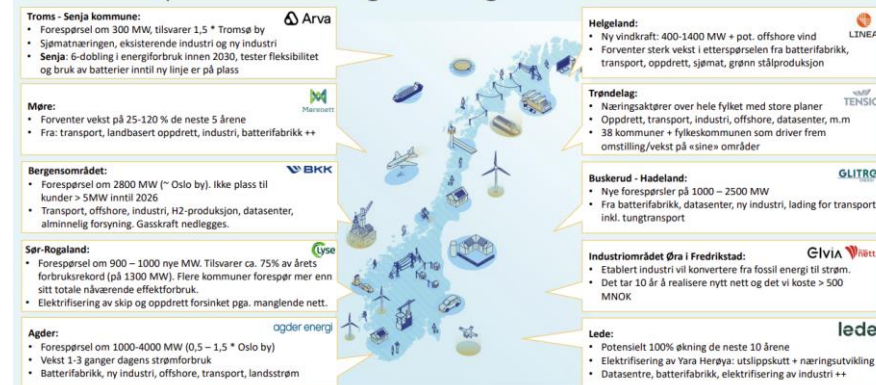 Troms - Senja kommune:
Arva
• Forespørsel om 300 MW, tilsvarer 1,5 * Tromsø by
• Sjømatnæringen, eksisterende industri og ny industri
• Senja: 6-dobling i energiforbruk innen 2030, tester fleksibilitet
og bruk av batterier inntil ny linje er på plass
Møre:
Mørenett
• Forventer vekst på 25-120 % de neste 5 årene
• Fra: transport, landbasert oppdrett, industri, batterifabrikk ++
Bergensområdet:
BKK
• Forespørsel om 2800 MW (~ Oslo by). Ikke plass til
kunder > 5MW inntil 2026
• Transport, offshore, industri, H2-produksjon, datasenter,
alminnelig forsyning. Gasskraft nedlegges.
Sør-Rogaland:
Lyse
• Forespørsel om 900 – 1000 nye MW. Tilsvarer ca. 75% av årets
forbruksrekord (på 1300 MW). Flere kommuner forespør mer enn
sitt totale nåværende effektforbruk.
• Elektrifisering av skip og oppdrett forsinket pga. manglende nett.
Agder:
agder energi
• Forespørsel om 1000-4000 MW (0,5 – 1,5 * Oslo by)
• Vekst 1-3 ganger dagens strømforbruk
• Batterifabrikk, ny industri, offshore, transport, landsstrøm
Helgeland:
LINEA
• Ny vindkraft: 400-1400 MW + pot. offshore vind
• Forventer sterk vekst i etterspørselen fra batterifabrikk,
transport, oppdrett, sjømat, grønn stålproduksjon
Trøndelag:
TENSIO
• Næringsaktører over hele fylket med store planer
• Oppdrett, transport, industri, offshore, datasenter, m.m
• 38 kommuner + fylkeskommunen som driver frem
omstilling/vekst på «sine» områder
Buskerud - Hadeland:
GLITRE
• Nye forespørsler på 1000 – 2500 MW
• Fra batterifabrikk, datasenter, ny industri, lading for transport
inkl. tungtransport
Industriområdet Øra i Fredrikstad:
Elvia
nett
• Etablert industri vil konvertere fra fossil energi til strøm.
• Det tar 10 år å realisere nytt nett og det vi koste > 500
MNOK
Lede:
lede
• Potensielt 100% økning de neste 10 årene
• Elektrifisering av Yara Herøya: utslippskutt + næringsutvikling
• Datasentre, batterifabrikk, elektrifisering av industri ++